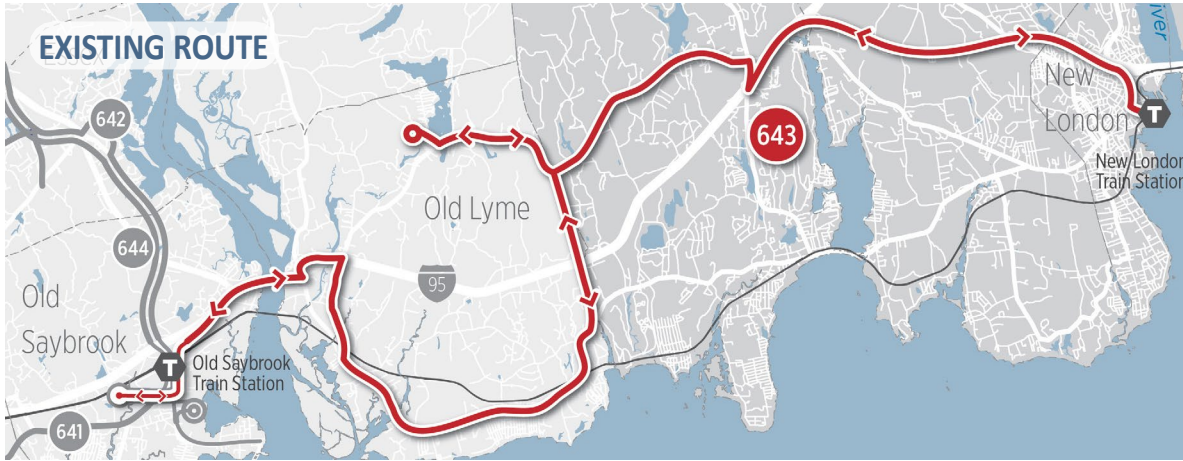 EXISTING ROUTE
642
644
Old
Saybrook
T
Old Saybrook
Train Station
641
Old Lyme
95
643
New
London
T
New London
Train Station